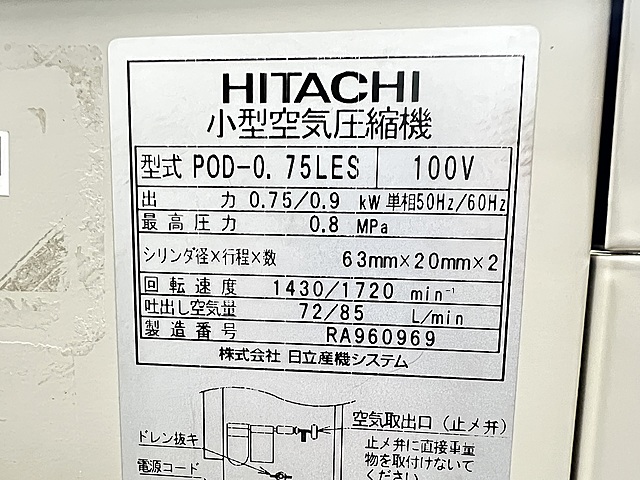 HITACHI
小型空気圧縮機
型式 POD-0.75LES 100V
出力 0.75/0.9 kW 単相50Hz/60Hz
最高圧力 0.8 MPa
シリンダ径×行程×数 63mm×20mm×2
回転速度 1430/1720 min⁻¹
吐出し空気量 72/85 L/min
製造番号 RA960969
株式会社 日立産機システム
空気取出口(止メ弁)
ドレン抜キ
止メ弁に直接重量
物を取付けないて
電源コード
ください